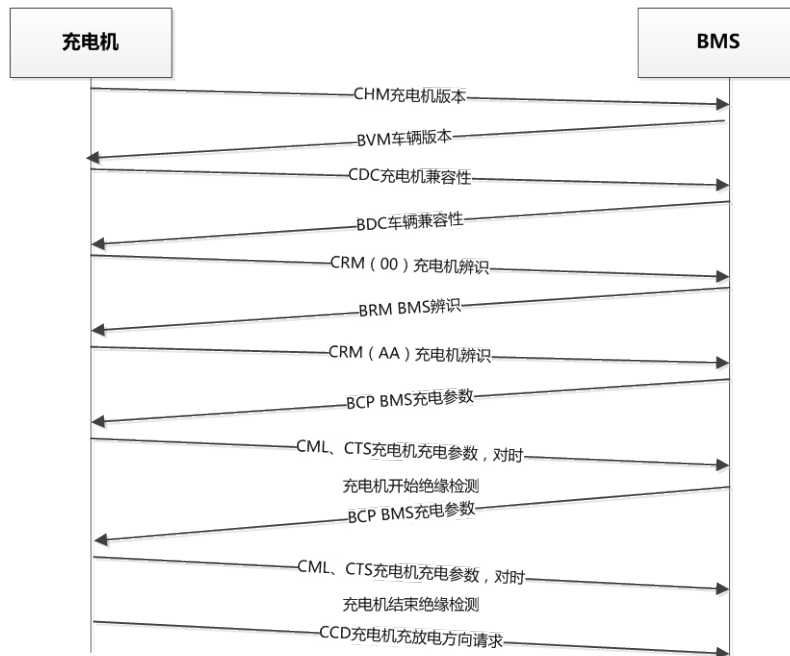 充电机
BMS
CHM充电机版本
BVM车辆版本
CDC充电机兼容性
BDC车辆兼容性
CRM（00）充电机辨识
BRM BMS辨识
CRM（AA）充电机辨识
BCP BMS充电参数
CML、CTS充电机充电参数，对时
充电机开始绝缘检测
BCP BMS充电参数
CML、CTS充电机充电参数，对时
充电机结束绝缘检测
CCD充电机充放电方向请求